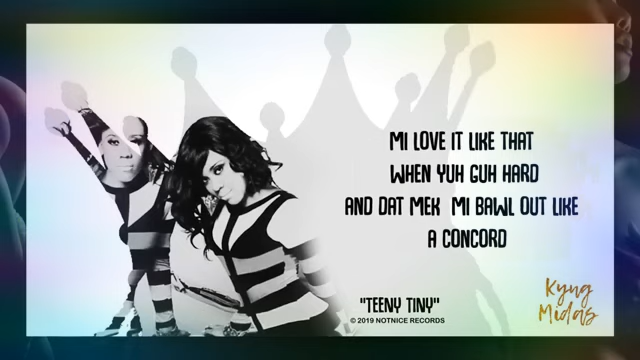 MI LOVE IT LIKE THAT
WHEN YUH GUH HARD
AND DAT MEK MI BAWL OUT LIKE
A CONCORD
"TEENY TINY"
© 2019 NOTNICE RECORDS
Kyng
Midas